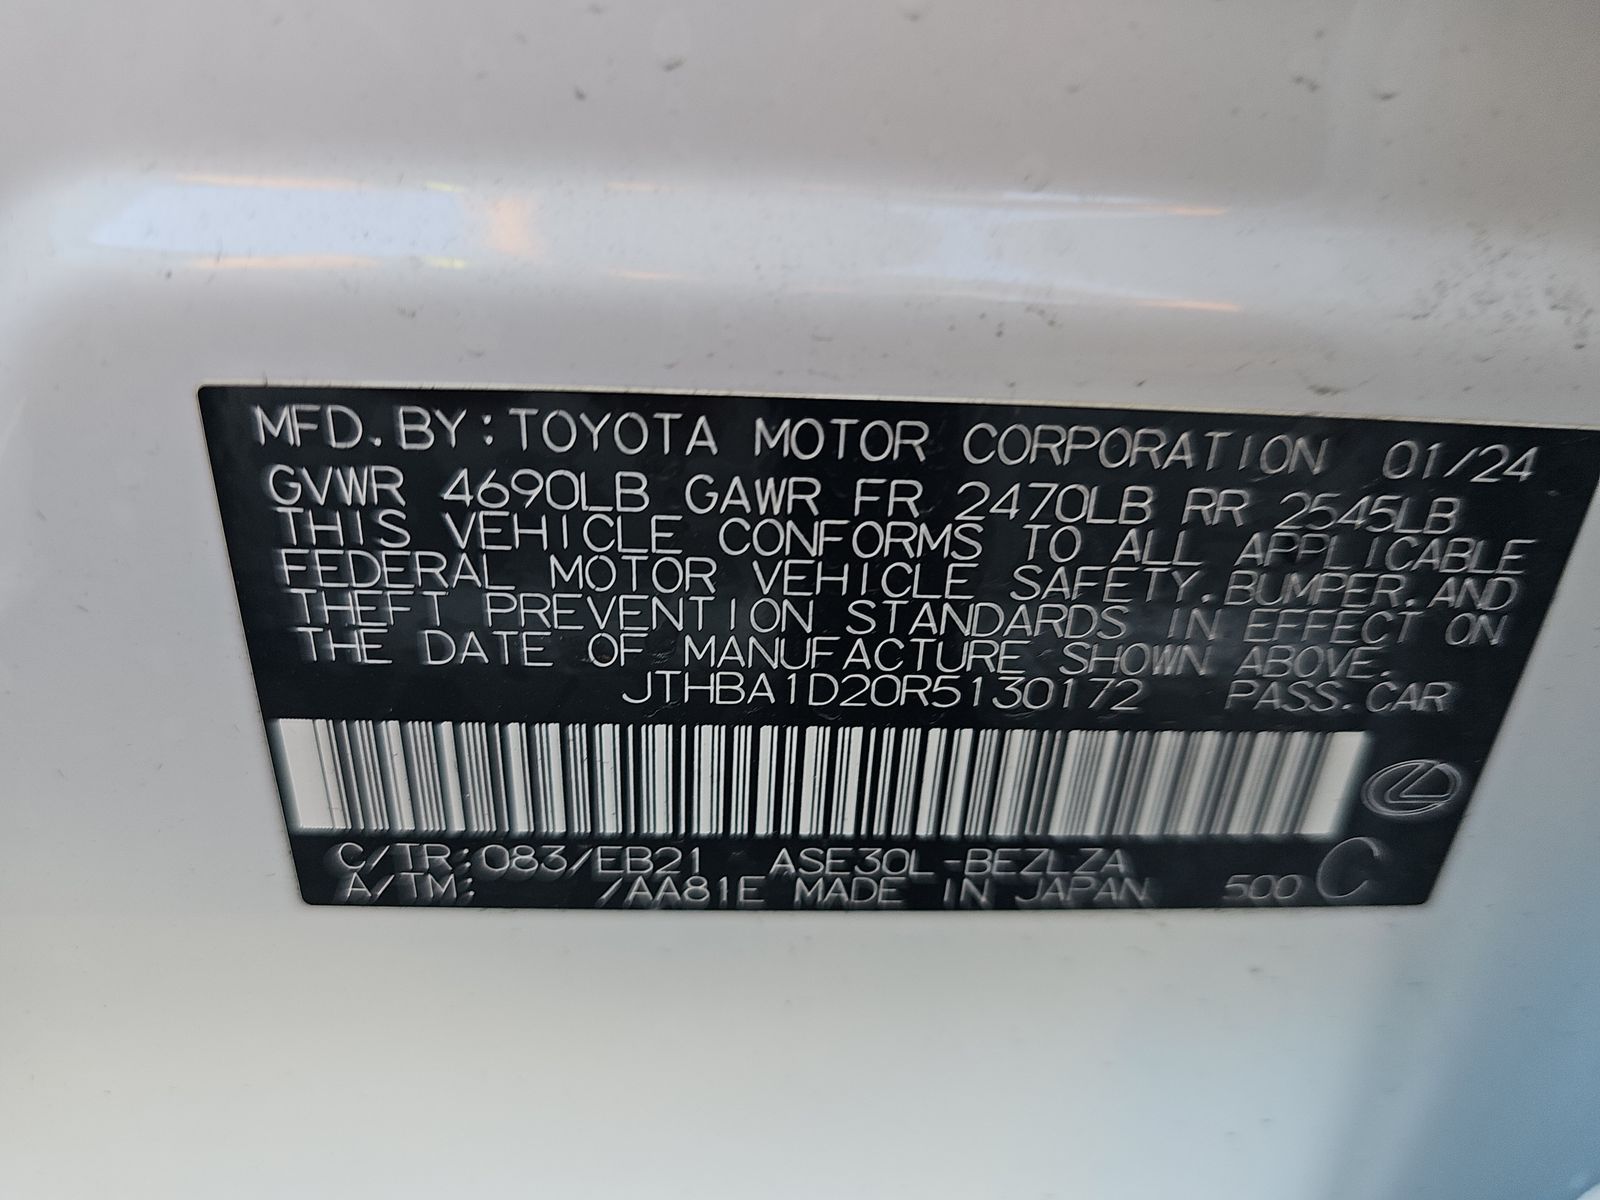 MFD. BY: TOYOTA MOTOR CORPORATION 01/24
GVWR 4690LB GAWR FR 2470LB RR 2545LB
THIS VEHICLE CONFORMS TO ALL APPLICABLE
FEDERAL MOTOR VEHICLE SAFETY, BUMPER, AND
THEFT PREVENTION STANDARDS IN EFFECT ON
THE DATE OF MANUFACTURE SHOWN ABOVE.
JTHBA1D20R5130172 PASS. CAR
C/TR: 083/EB21 ASE30L-BEZLZA
A/TM: /AA81E MADE IN JAPAN 500 C